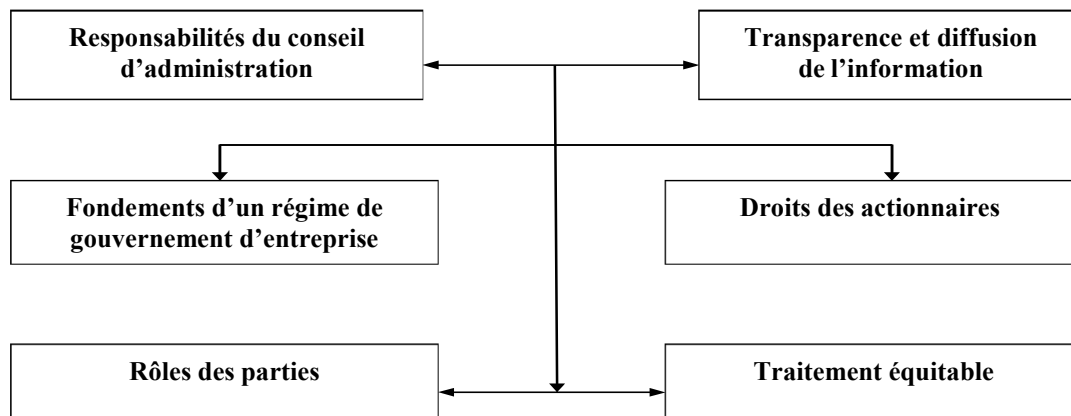 Responsabilités du conseil
d’administration
Transparence et diffusion
de l’information
Fondements d’un régime de
gouvernement d’entreprise
Droits des actionnaires
Rôles des parties
Traitement équitable